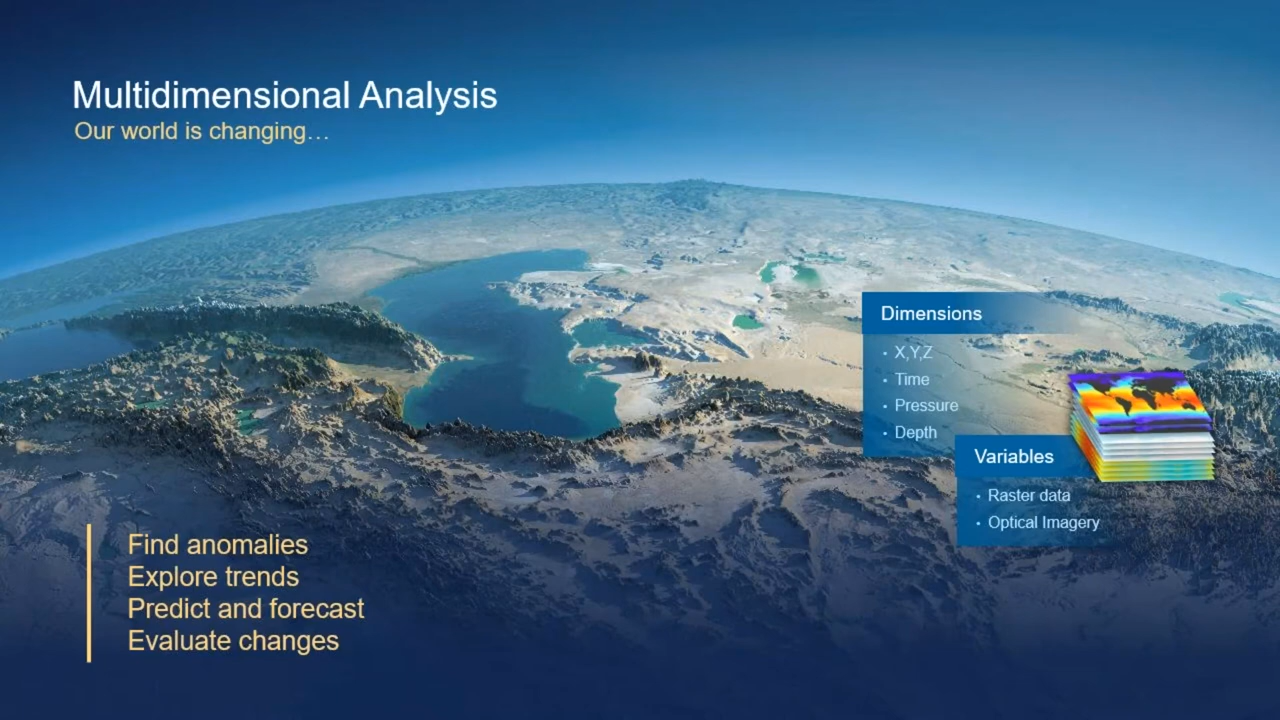 Multidimensional Analysis
Our world is changing…
Dimensions
• X,Y,Z
• Time
• Pressure
• Depth
Variables
• Raster data
• Optical Imagery
Find anomalies
Explore trends
Predict and forecast
Evaluate changes